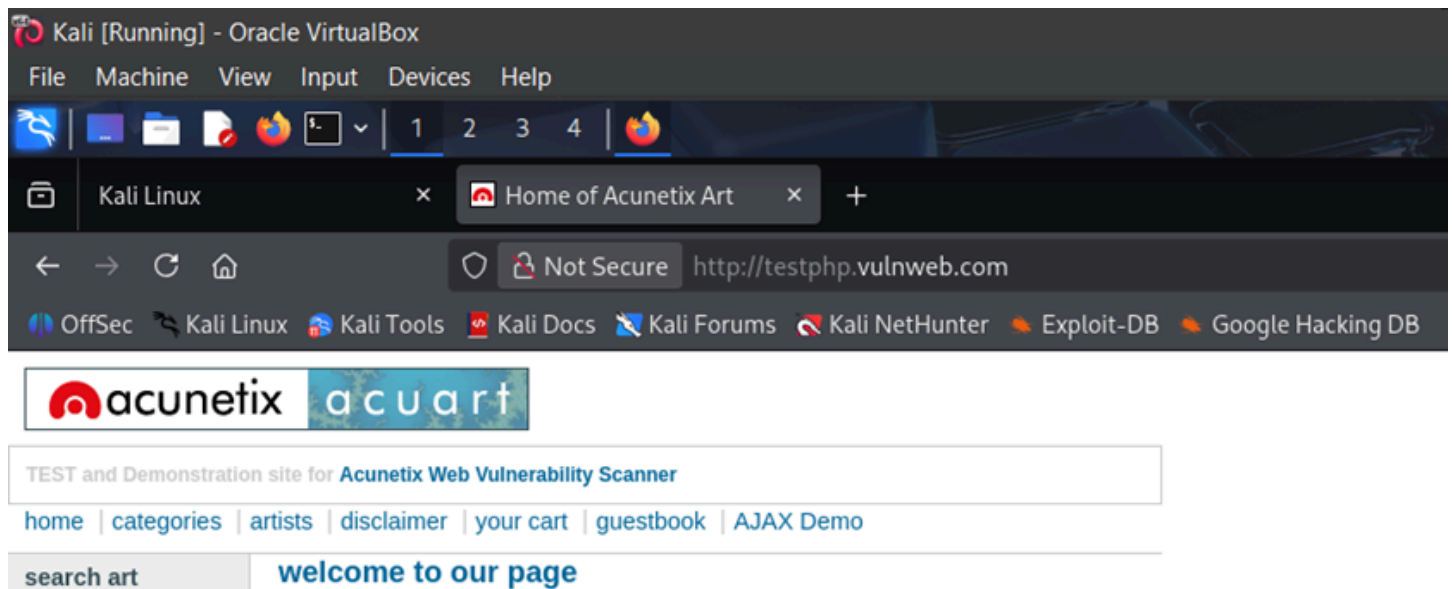 Kali [Running] - Oracle VirtualBox
File Machine View Input Devices Help
1 2 3 4
Kali Linux Home of Acunetix Art
Not Secure http://testphp.vulnweb.com
OffSec Kali Linux Kali Tools Kali Docs Kali Forums Kali NetHunter Exploit-DB Google Hacking DB
acunetix acuart
TEST and Demonstration site for Acunetix Web Vulnerability Scanner
home | categories | artists | disclaimer | your cart | guestbook | AJAX Demo
search art welcome to our page